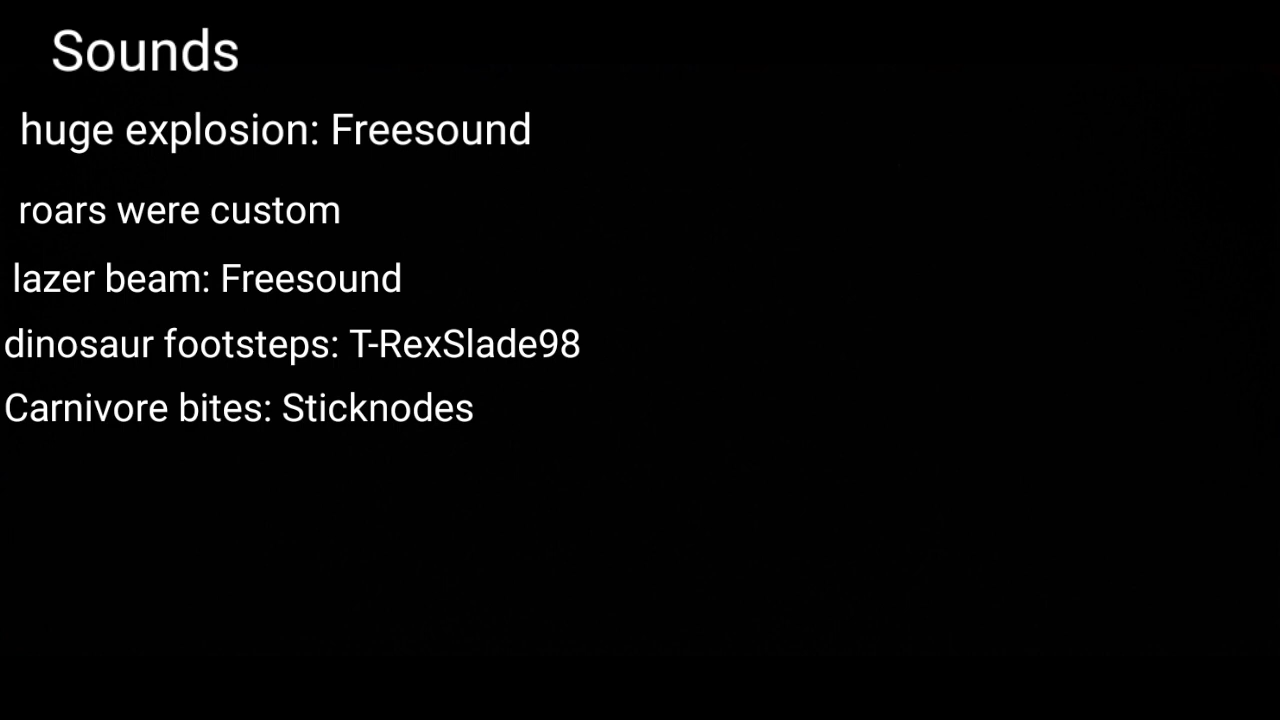 Sounds
huge explosion: Freesound
roars were custom
lazer beam: Freesound
dinosaur footsteps: T-RexSlade98
Carnivore bites: Sticknodes